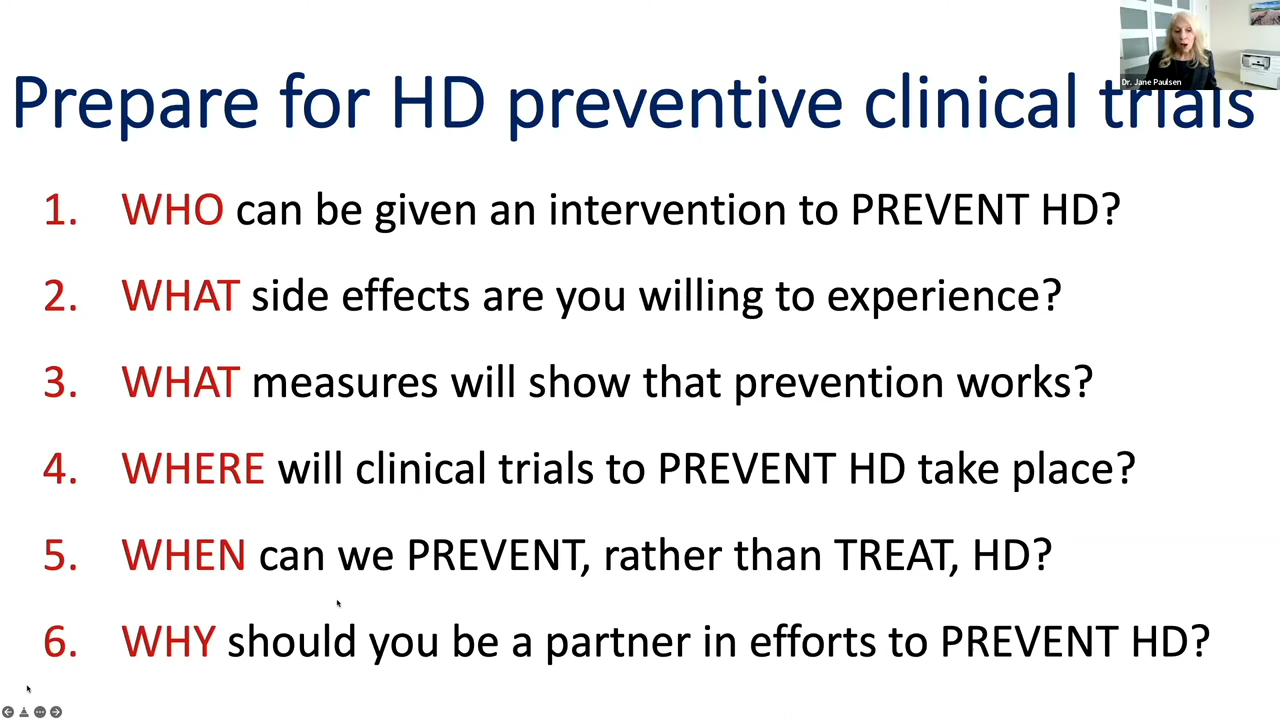 Dr. Jane Paulsen
Prepare for HD preventive clinical trials
1. WHO can be given an intervention to PREVENT HD?
2. WHAT side effects are you willing to experience?
3. WHAT measures will show that prevention works?
4. WHERE will clinical trials to PREVENT HD take place?
5. WHEN can we PREVENT, rather than TREAT, HD?
6. WHY should you be a partner in efforts to PREVENT HD?